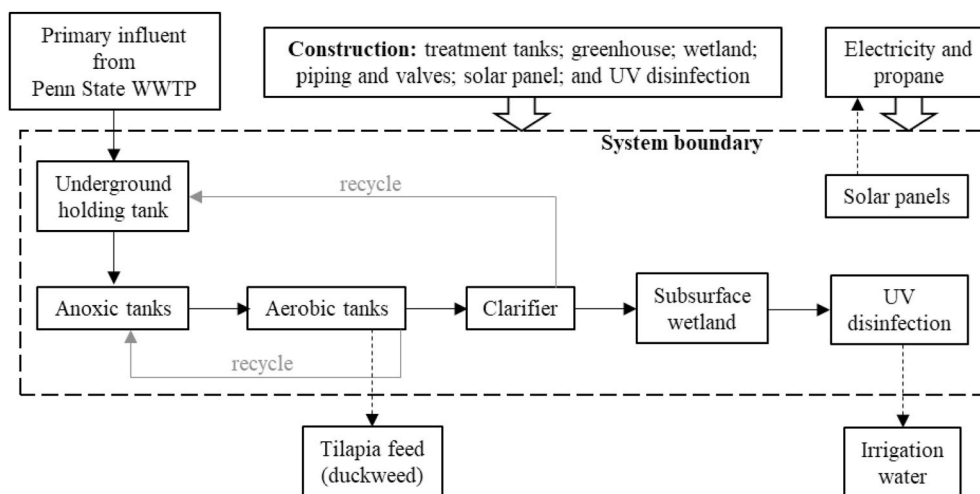 Primary influent
from
Penn State WWTP
Construction: treatment tanks; greenhouse; wetland;
piping and valves; solar panel; and UV disinfection
Electricity and
propane
System boundary
Underground
holding tank
recycle
Solar panels
Anoxic tanks
Aerobic tanks
Clarifier
Subsurface
wetland
UV
disinfection
recycle
Tilapia feed
(duckweed)
Irrigation
water